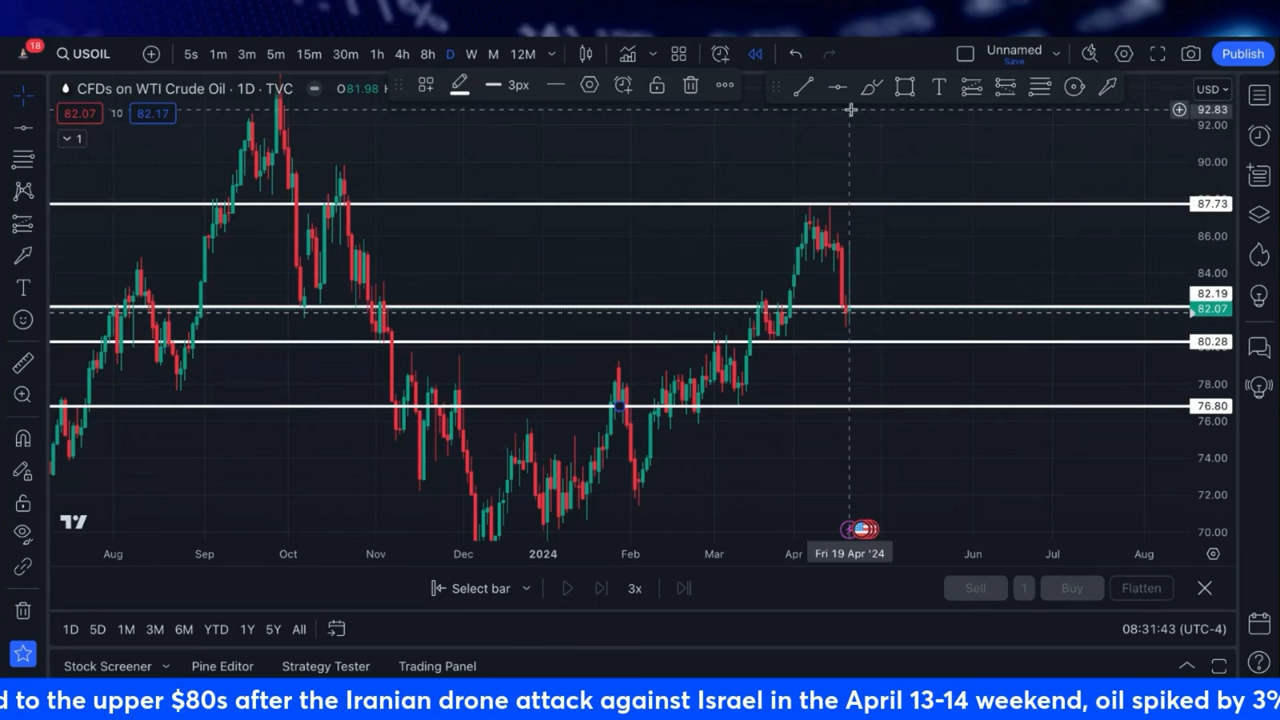 18
USOIL
5s 1m 3m 5m 15m 30m 1h 4h 8h D W M 12M
Unnamed
Save
Publish
CFDs on WTI Crude Oil · 1D · TVC
O81.98 H
3px
USD
82.07 10 82.17
1
92.83
92.00
90.00
87.73
86.00
84.00
82.19
82.07
80.28
78.00
76.80
76.00
74.00
72.00
70.00
Aug Sep Oct Nov Dec 2024 Feb Mar Apr Fri 19 Apr '24 Jun Jul Aug
Select bar 3x Sell 1 Buy Flatten
1D 5D 1M 3M 6M YTD 1Y 5Y All
08:31:43 (UTC-4)
Stock Screener Pine Editor Strategy Tester Trading Panel
d to the upper $80s after the Iranian drone attack against Israel in the April 13-14 weekend, oil spiked by 3%